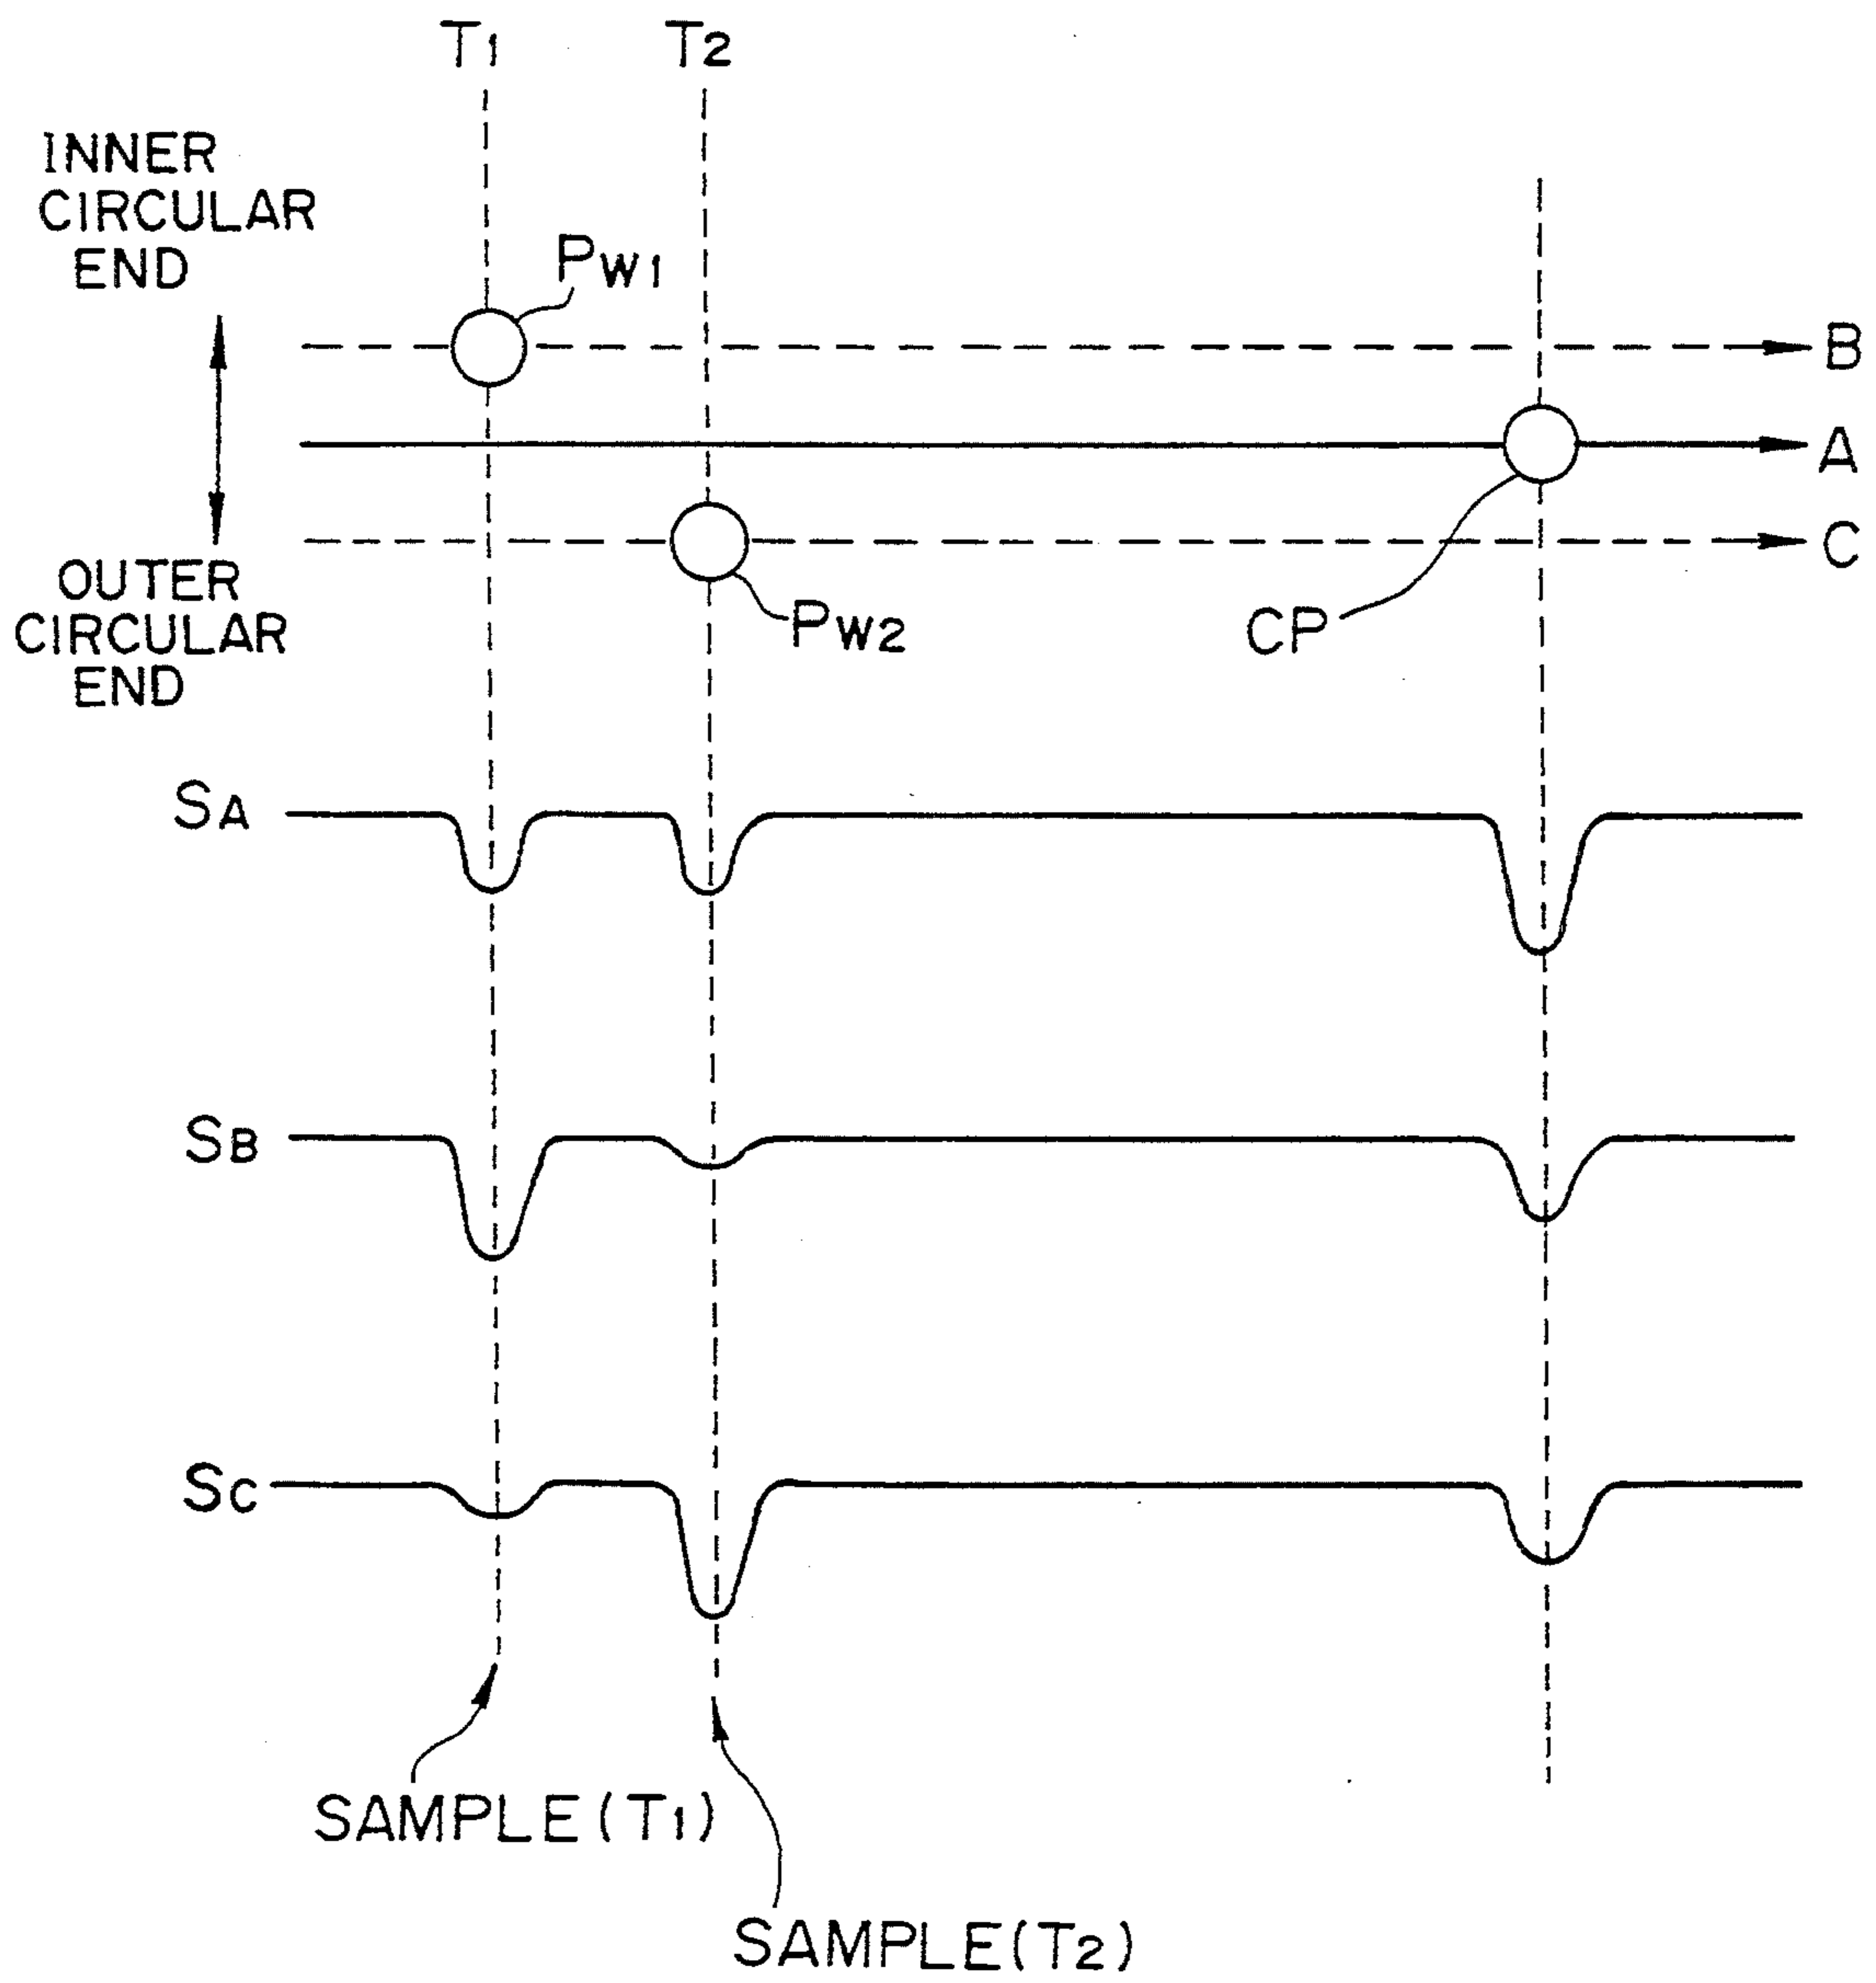 T1
T2
INNER
CIRCULAR
END
PW1
B
A
C
OUTER
CIRCULAR
END
PW2
CP
SA
SB
SC
SAMPLE(T1)
SAMPLE(T2)